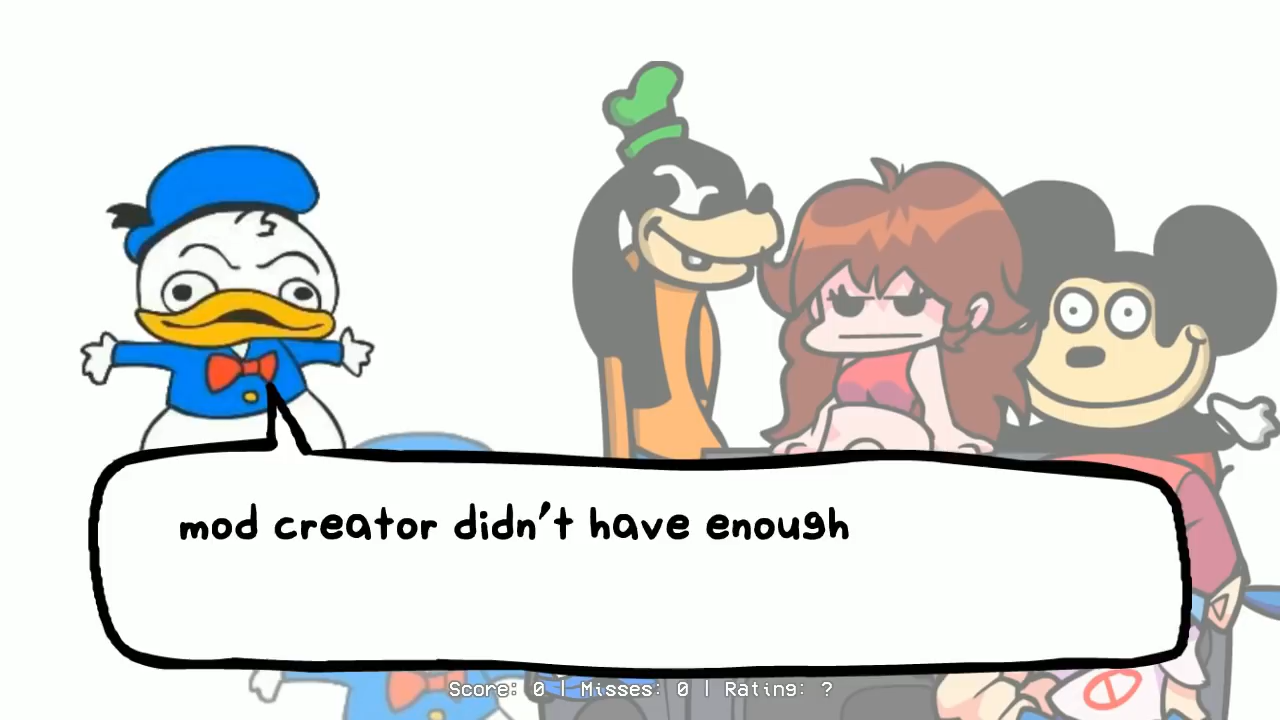 mod creator didn't have enough
Score: 0 | Misses: 0 | Rating: ?